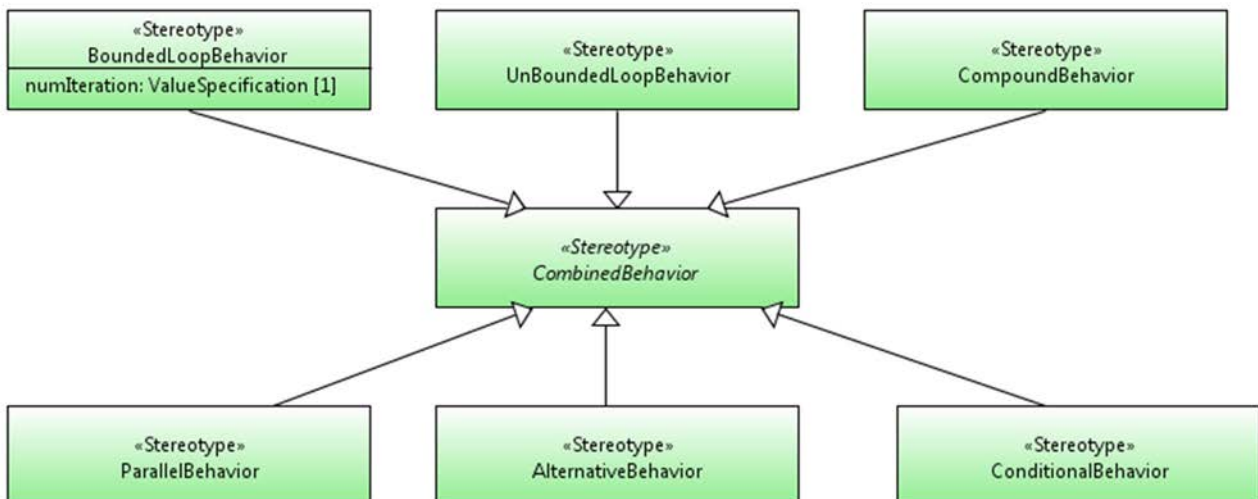 «Stereotype»
BoundedLoopBehavior
numIteration: ValueSpecification [1]
«Stereotype»
UnBoundedLoopBehavior
«Stereotype»
CompoundBehavior
«Stereotype»
CombinedBehavior
«Stereotype»
ParallelBehavior
«Stereotype»
AlternativeBehavior
«Stereotype»
ConditionalBehavior